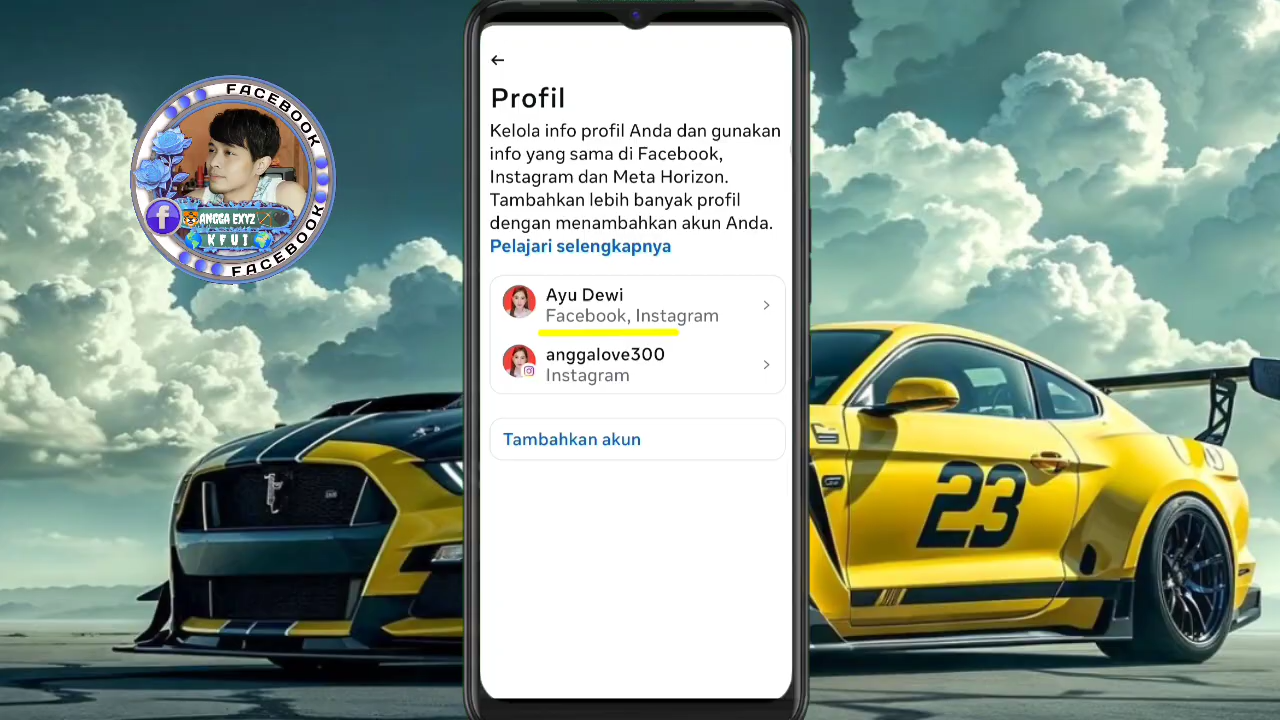 FACEBOOK
ANGGA EXYZ
K F U I
FACEBOOK
Profil
Kelola info profil Anda dan gunakan
info yang sama di Facebook,
Instagram dan Meta Horizon.
Tambahkan lebih banyak profil
dengan menambahkan akun Anda.
Pelajari selengkapnya
Ayu Dewi
Facebook, Instagram
anggalove300
Instagram
Tambahkan akun
23